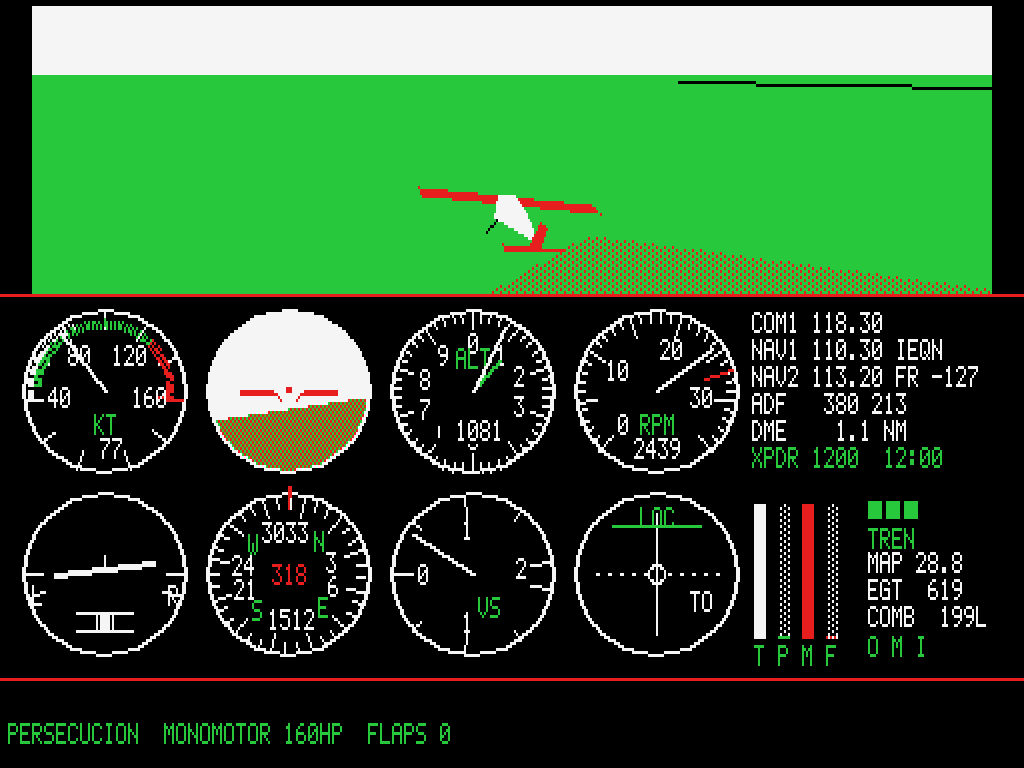 80 120
40 160
KT
77
0
9 ALT
8 2
7 3
1081
20
10
30
0 RPM
2439
COM1 118.30
NAV1 110.30 IEQN
NAV2 113.20 FR -127
ADF 380 213
DME 1.1 NM
XPDR 1200 12:00
L R
3033
W N
24 3
318
21 6
S E
1512
1
0 2
VS
1
LOC
TO
TREN
MAP 28.8
EGT 619
COMB 199L
O M I
T P M F
PERSECUCION MONOMOTOR 160HP FLAPS 0